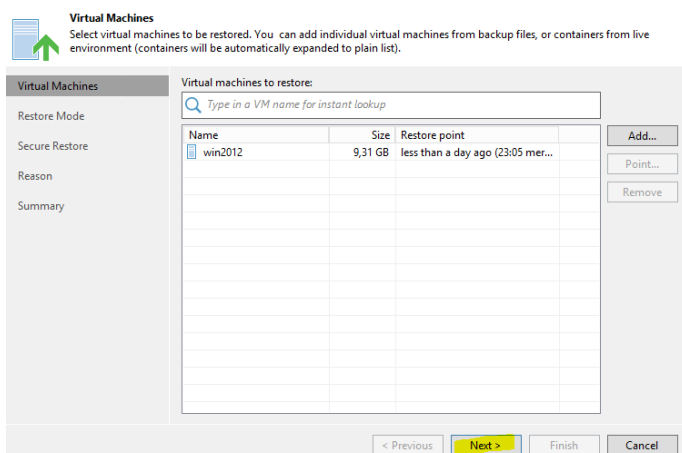 Virtual Machines
Select virtual machines to be restored. You can add individual virtual machines from backup files, or containers from live
environment (containers will be automatically expanded to plain list).
Virtual Machines
Restore Mode
Secure Restore
Reason
Summary
Virtual machines to restore:
Type in a VM name for instant lookup
Name Size Restore point
win2012 9,31 GB less than a day ago (23:05 mer...
Add...
Point...
Remove
< Previous Next > Finish Cancel